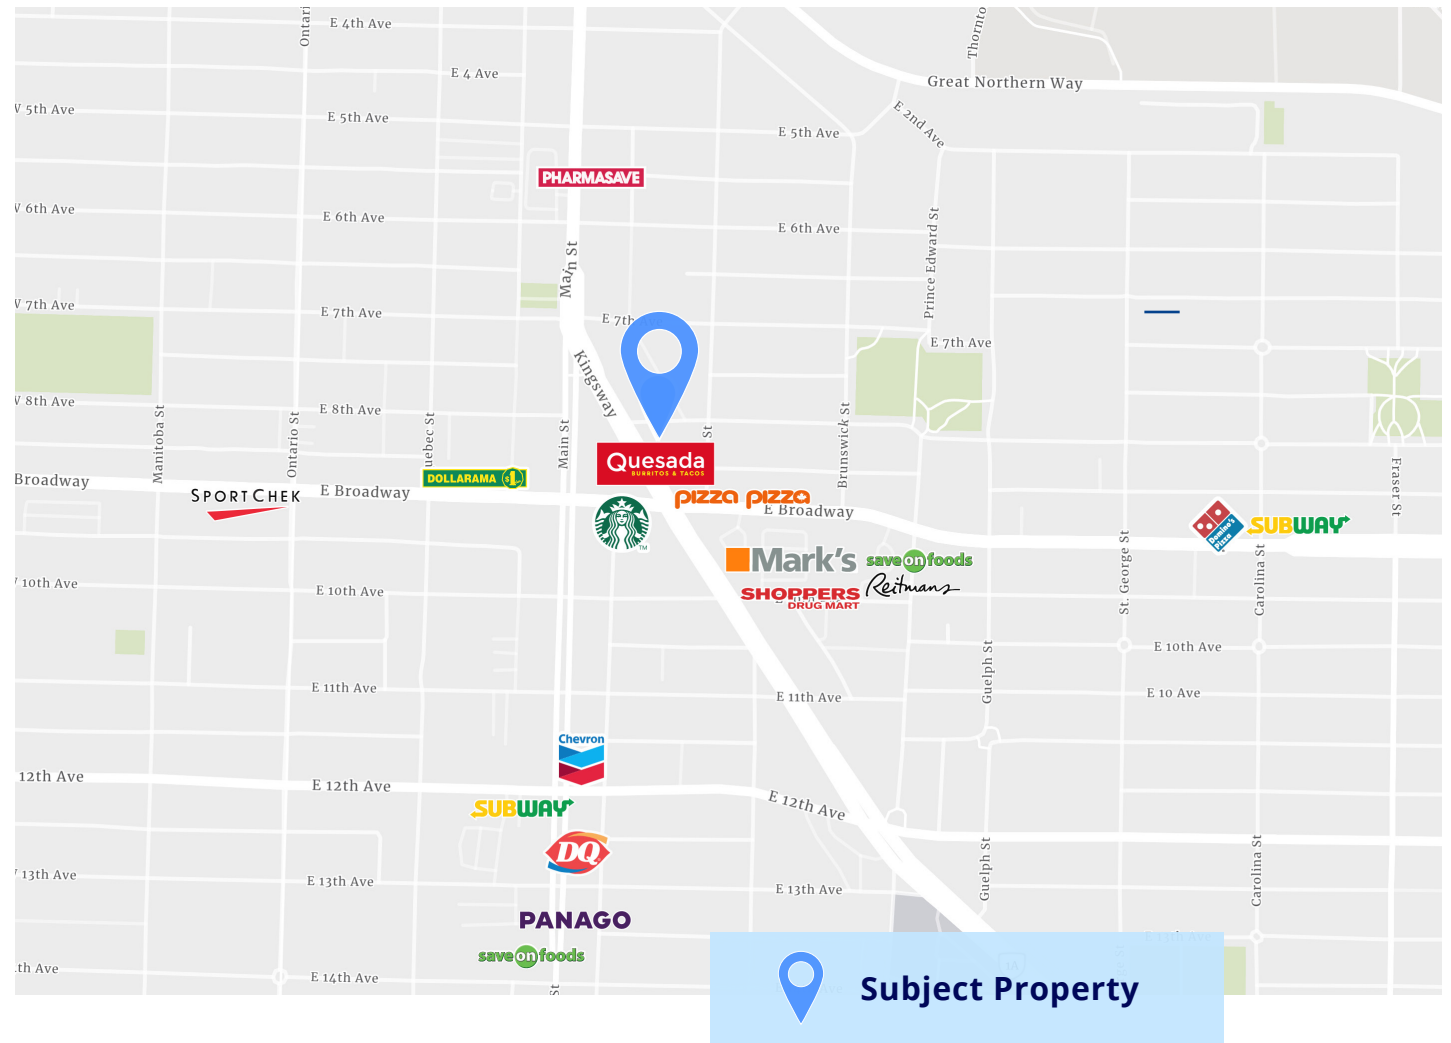 E 4th Ave
Ontari
Thornto
E 4 Ave
Great Northern Way
W 5th Ave
E 5th Ave
E 5th Ave
E 2nd Ave
PHARMASAVE
W 6th Ave
E 6th Ave
E 6th Ave
Prince Edward St
Main St
W 7th Ave
E 7th Ave
E 7th
E 7th Ave
Kingsway
W 8th Ave
E 8th Ave
Manitoba St
Ontario St
uebec St
Main St
St
Brunswick St
Quesada
BURRITOS & TACOS
Broadway
SPORTCHEK
E Broadway
DOLLARAMA $1
PIZZA PIZZA
E Broadway
Fraser St
Domino's
Pizza
SUBWAY
TM
Mark's
save on foods
SHOPPERS
DRUG MART
Reitmans
10th Ave
E 10th Ave
St. George St
Carolina St
E 10th Ave
Guelph St
E 11th Ave
E 11th Ave
E 10 Ave
Chevron
12th Ave
E 12th Ave
E 12th Ave
SUBWAY
DQ
13th Ave
E 13th Ave
E 13th Ave
Guelph St
Carolina St
PANAGO
save on foods
th Ave
E 14th Ave
St
Subject Property